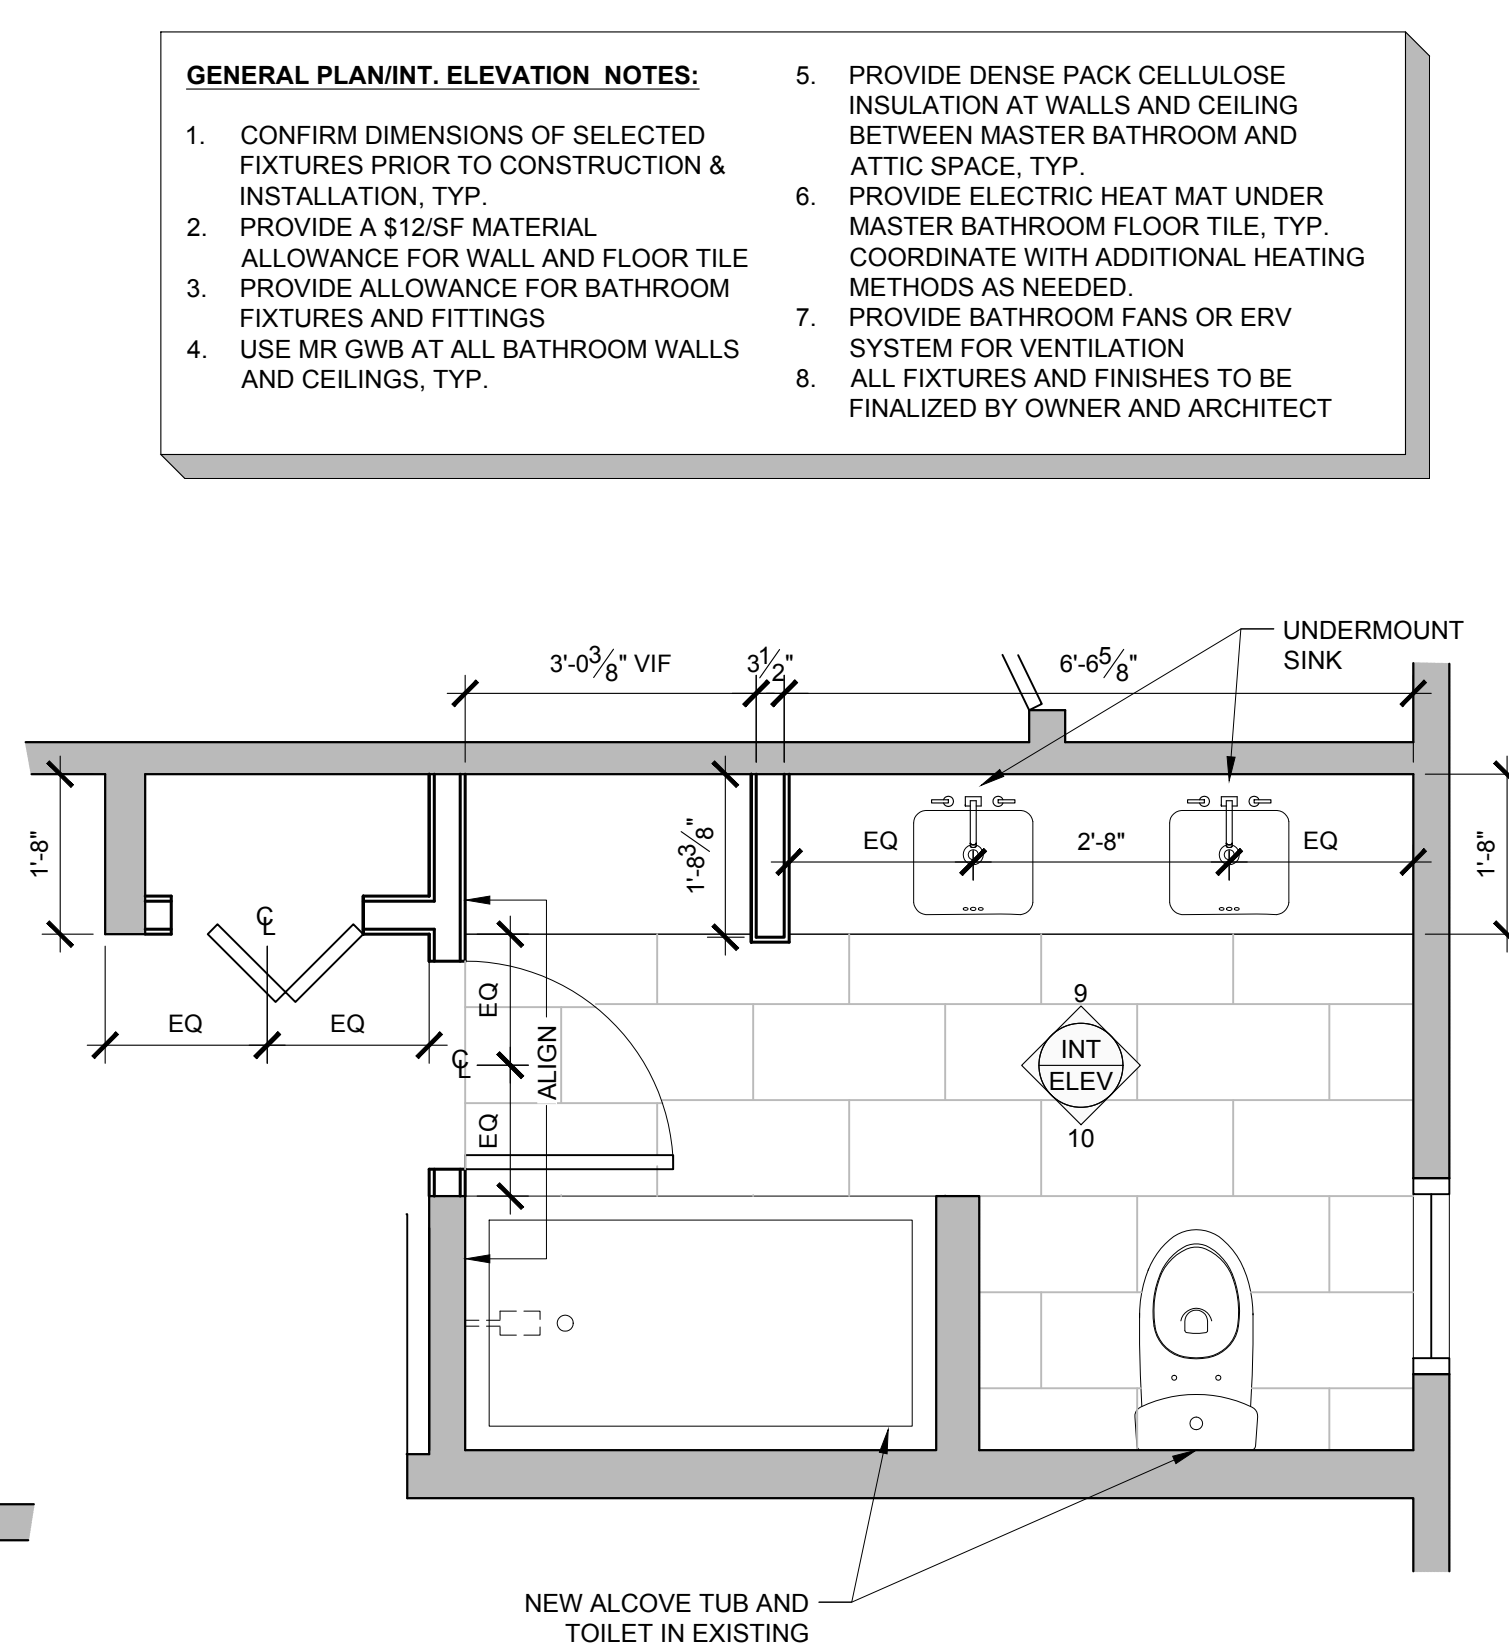 GENERAL PLAN/INT. ELEVATION NOTES:
1. CONFIRM DIMENSIONS OF SELECTED
FIXTURES PRIOR TO CONSTRUCTION &
INSTALLATION, TYP.
2. PROVIDE A $12/SF MATERIAL
ALLOWANCE FOR WALL AND FLOOR TILE
3. PROVIDE ALLOWANCE FOR BATHROOM
FIXTURES AND FITTINGS
4. USE MR GWB AT ALL BATHROOM WALLS
AND CEILINGS, TYP.
5. PROVIDE DENSE PACK CELLULOSE
INSULATION AT WALLS AND CEILING
BETWEEN MASTER BATHROOM AND
ATTIC SPACE, TYP.
6. PROVIDE ELECTRIC HEAT MAT UNDER
MASTER BATHROOM FLOOR TILE, TYP.
COORDINATE WITH ADDITIONAL HEATING
METHODS AS NEEDED.
7. PROVIDE BATHROOM FANS OR ERV
SYSTEM FOR VENTILATION
8. ALL FIXTURES AND FINISHES TO BE
FINALIZED BY OWNER AND ARCHITECT
UNDERMOUNT
SINK
3'-0 3/8" VIF
3 1/2"
6'-6 5/8"
1'-8"
1'-8 3/8"
EQ
2'-8"
EQ
1'-8"
℄
EQ
EQ
EQ
℄
EQ
ALIGN
9
INT
ELEV
10
NEW ALCOVE TUB AND
TOILET IN EXISTING